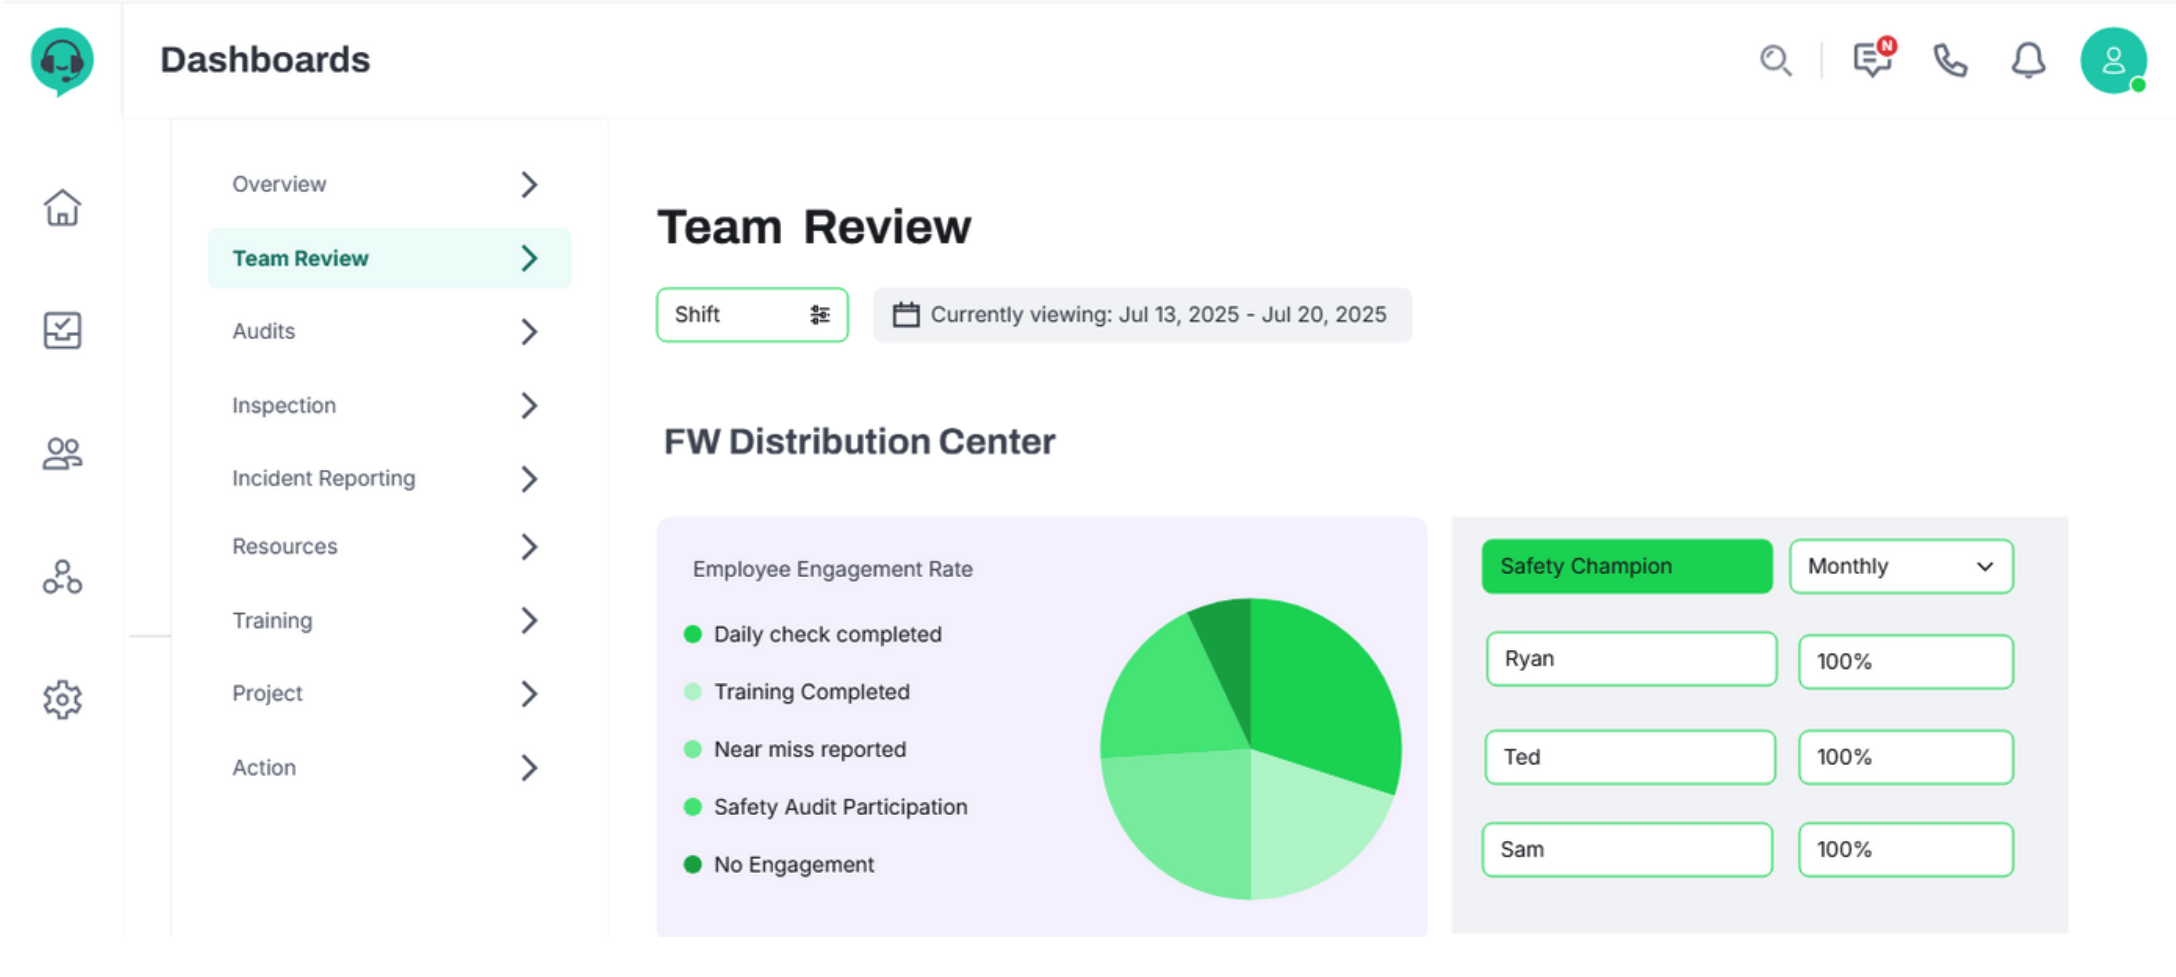 Dashboards
N
Overview
Team Review
Audits
Inspection
Incident Reporting
Resources
Training
Project
Action
Team Review
Shift
Currently viewing: Jul 13, 2025 - Jul 20, 2025
FW Distribution Center
Employee Engagement Rate
Daily check completed
Training Completed
Near miss reported
Safety Audit Participation
No Engagement
Safety Champion
Monthly
Ryan
100%
Ted
100%
Sam
100%